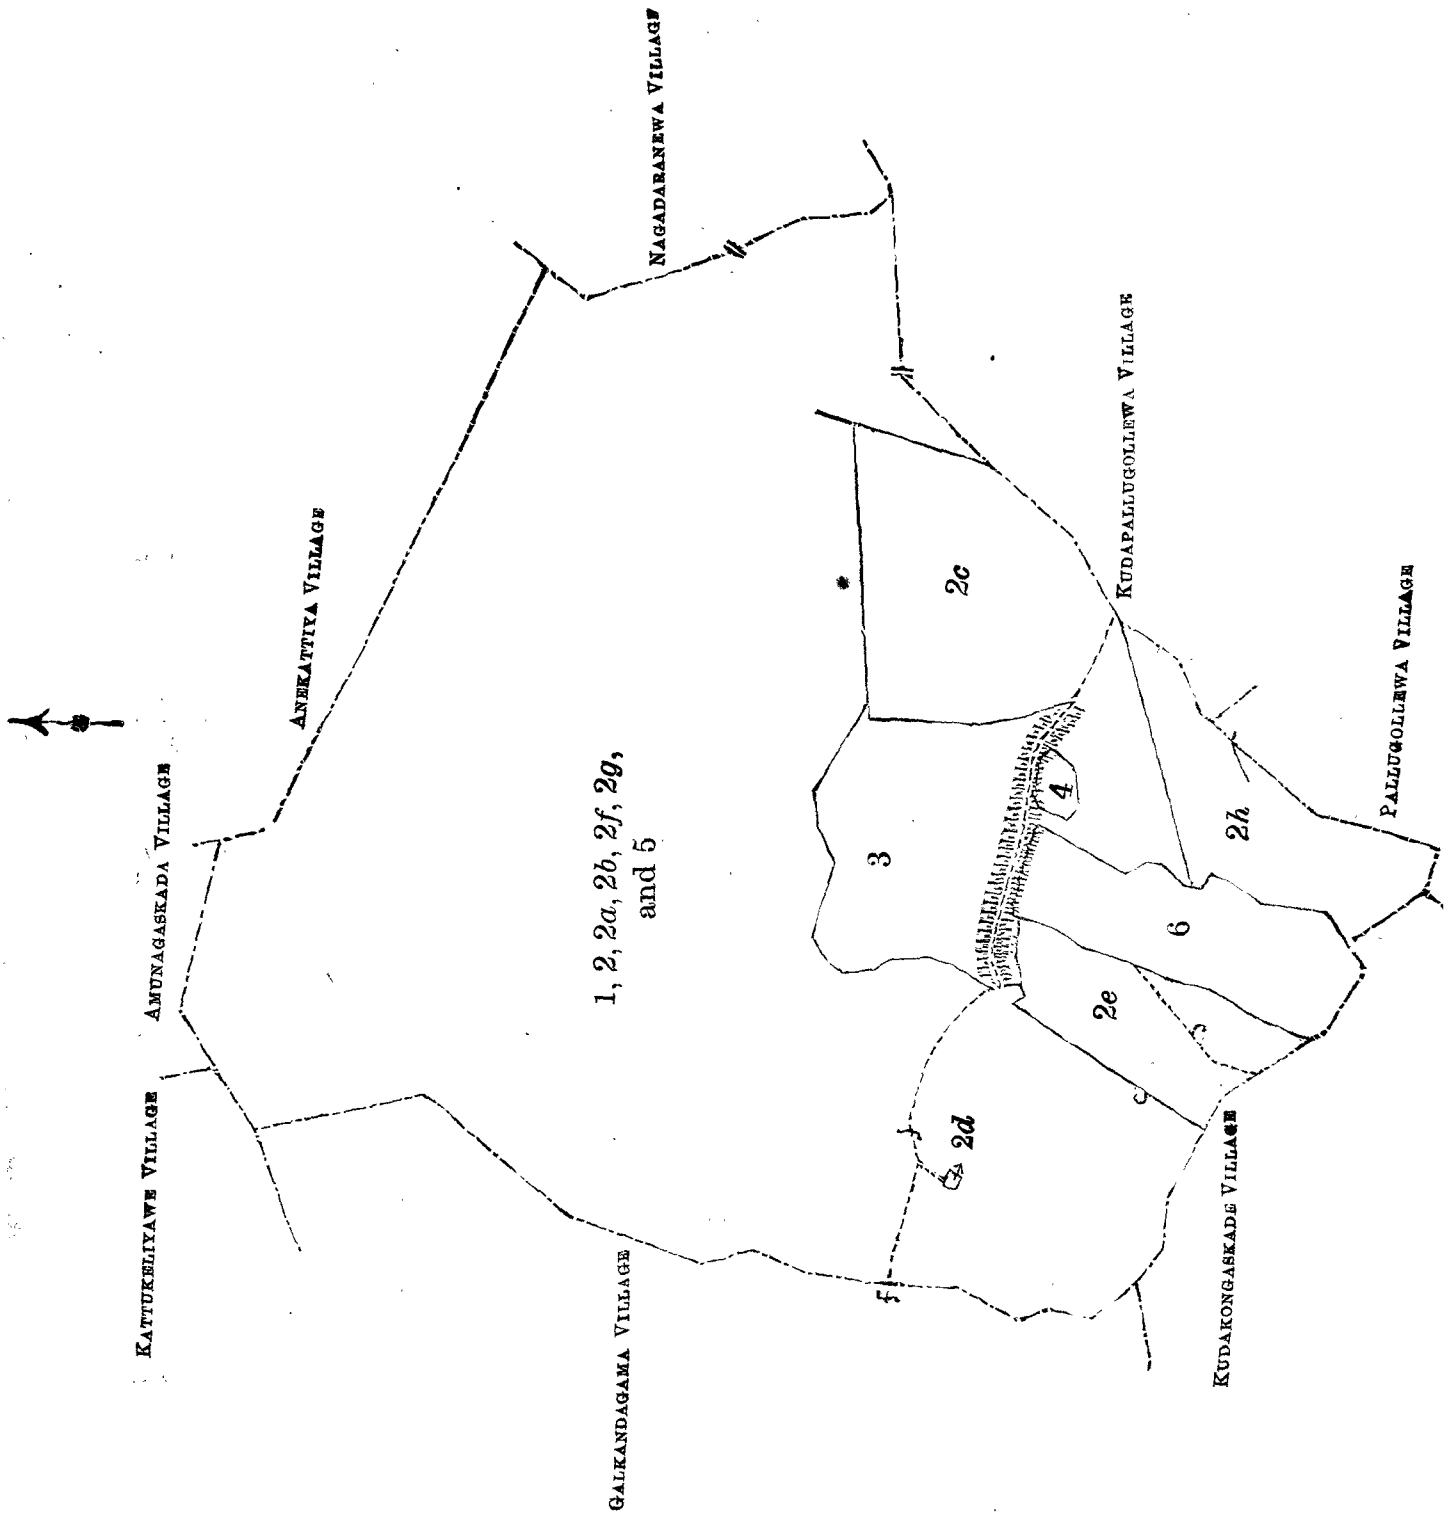 KATTUKELIYAWE VILLAGE
AMUNAGASKADA VILLAGE
ANEKATTIYA VILLAGE
NAGADARANEWA VILLAGE
GALKANDAGAMA VILLAGE
1, 2, 2a, 2b, 2f, 2g,
and 5
3
2c
2d
4
2e
6
2h
KUDAPALLUGOLLEWA VILLAGE
KUDAKONGASKADE VILLAGE
PALLUGOLLEWA VILLAGE